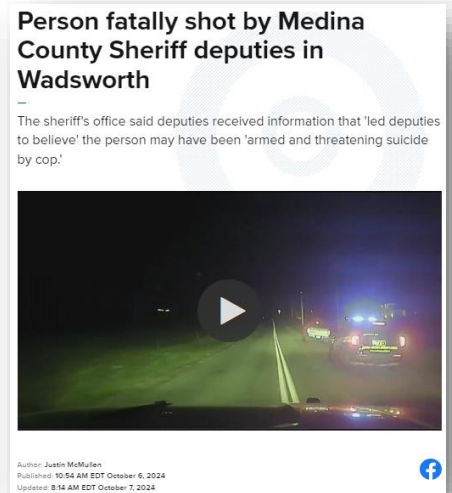 Person fatally shot by Medina
County Sheriff deputies in
Wadsworth
The sheriff's office said deputies received information that 'led deputies
to believe' the person may have been 'armed and threatening suicide
by cop.'
Author: Justin McMullen
Published: 10:54 AM EDT October 6, 2024
Updated: 8:14 AM EDT October 7, 2024